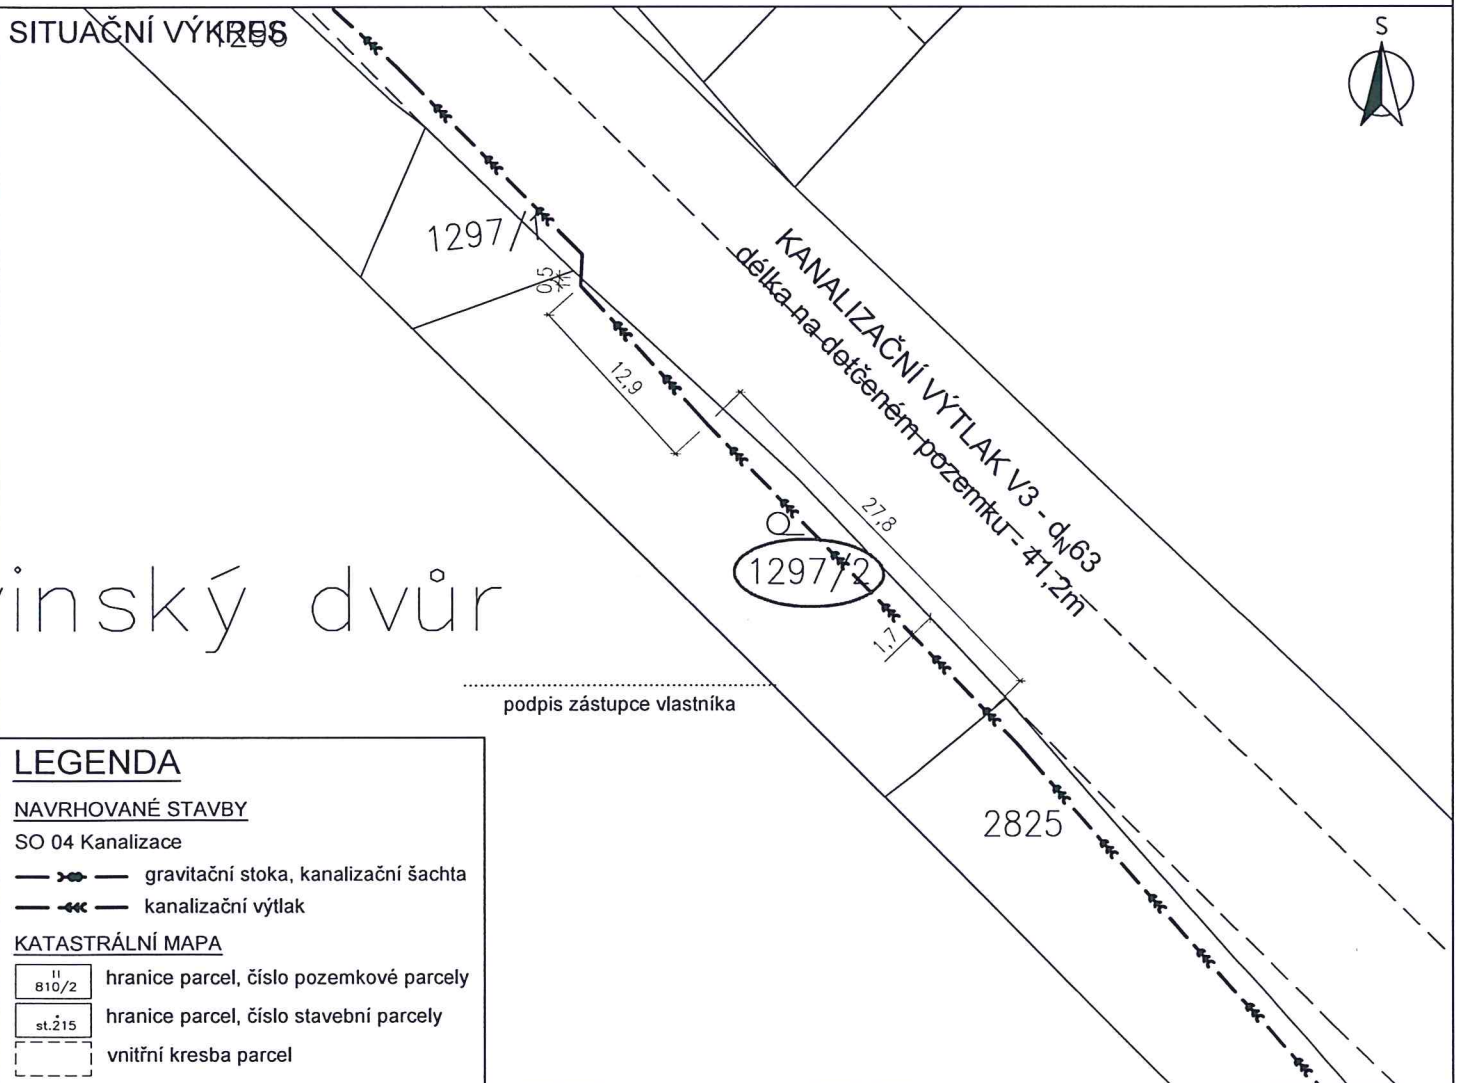 SITUAČNÍ VÝKRES
1296
S
1297/1
0,5
12,9
KANALIZAČNÍ VÝTLAK V3 - dN63
délka na dotčeném pozemku - 41,2m
27,8
1297/2
1,7
vinský dvůr
podpis zástupce vlastníka
2825
LEGENDA
NAVRHOVANÉ STAVBY
SO 04 Kanalizace
gravitační stoka, kanalizační šachta
kanalizační výtlak
KATASTRÁLNÍ MAPA
810/2 hranice parcel, číslo pozemkové parcely
st.215 hranice parcel, číslo stavební parcely
vnitřní kresba parcel